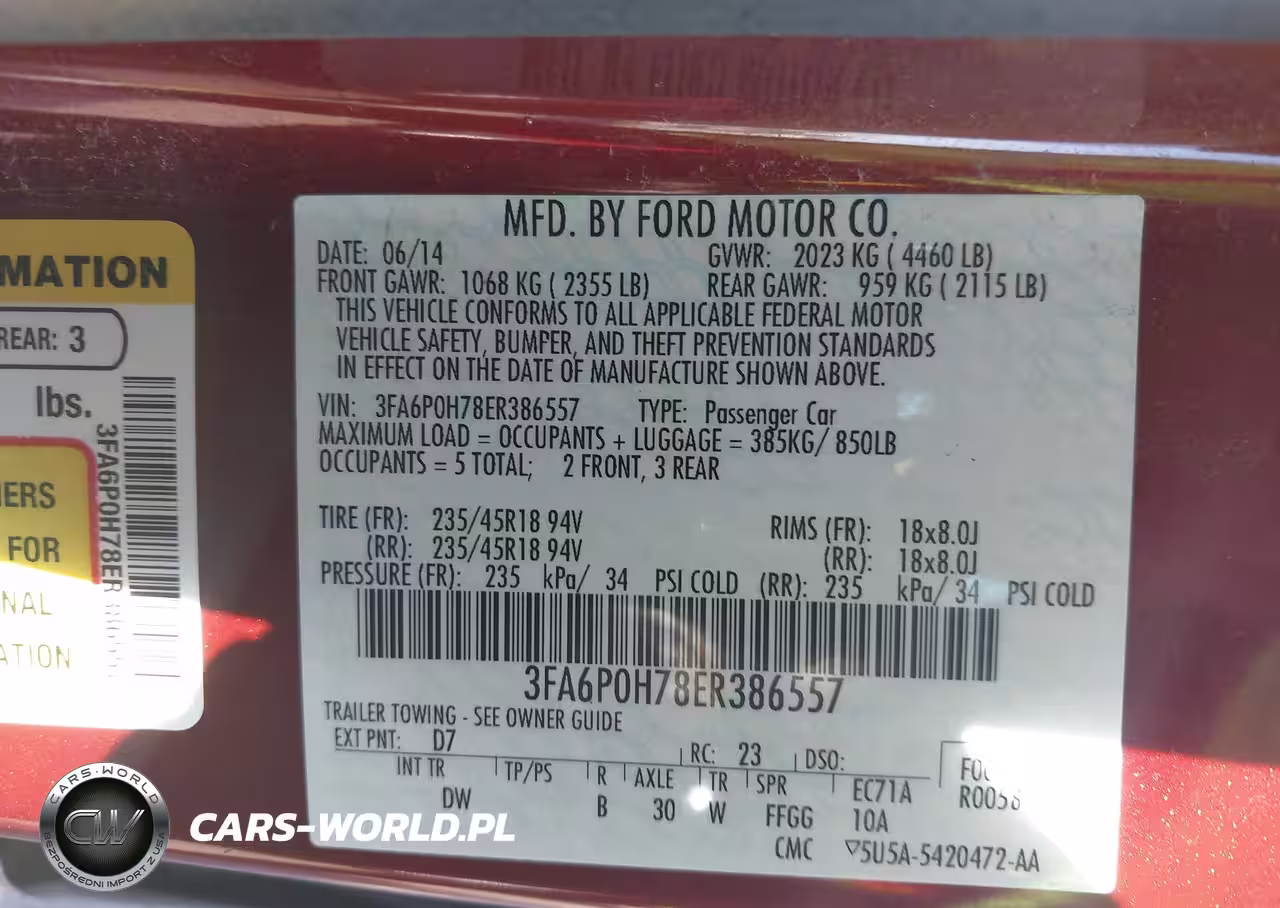 MATION
REAR: 3
lbs.
3FA6P0H78ER
IERS
FOR
NAL
ATION
MFD. BY FORD MOTOR CO.
DATE: 06/14 GVWR: 2023 KG ( 4460 LB)
FRONT GAWR: 1068 KG ( 2355 LB) REAR GAWR: 959 KG ( 2115 LB)
THIS VEHICLE CONFORMS TO ALL APPLICABLE FEDERAL MOTOR
VEHICLE SAFETY, BUMPER, AND THEFT PREVENTION STANDARDS
IN EFFECT ON THE DATE OF MANUFACTURE SHOWN ABOVE.
VIN: 3FA6P0H78ER386557 TYPE: Passenger Car
MAXIMUM LOAD = OCCUPANTS + LUGGAGE = 385KG/ 850LB
OCCUPANTS = 5 TOTAL; 2 FRONT, 3 REAR
TIRE (FR): 235/45R18 94V RIMS (FR): 18x8.0J
(RR): 235/45R18 94V (RR): 18x8.0J
PRESSURE (FR): 235 kPa/ 34 PSI COLD (RR): 235 kPa/ 34 PSI COLD
3FA6P0H78ER386557
TRAILER TOWING - SEE OWNER GUIDE
EXT PNT: D7 RC: 23 DSO:
INT TR TP/PS R AXLE TR SPR EC71A
DW B 30 W FFGG 10A
CMC ▽5U5A-5420472-AA
CARS-WORLD
CW
BEZPOŚREDNI IMPORT Z USA
CARS-WORLD.PL